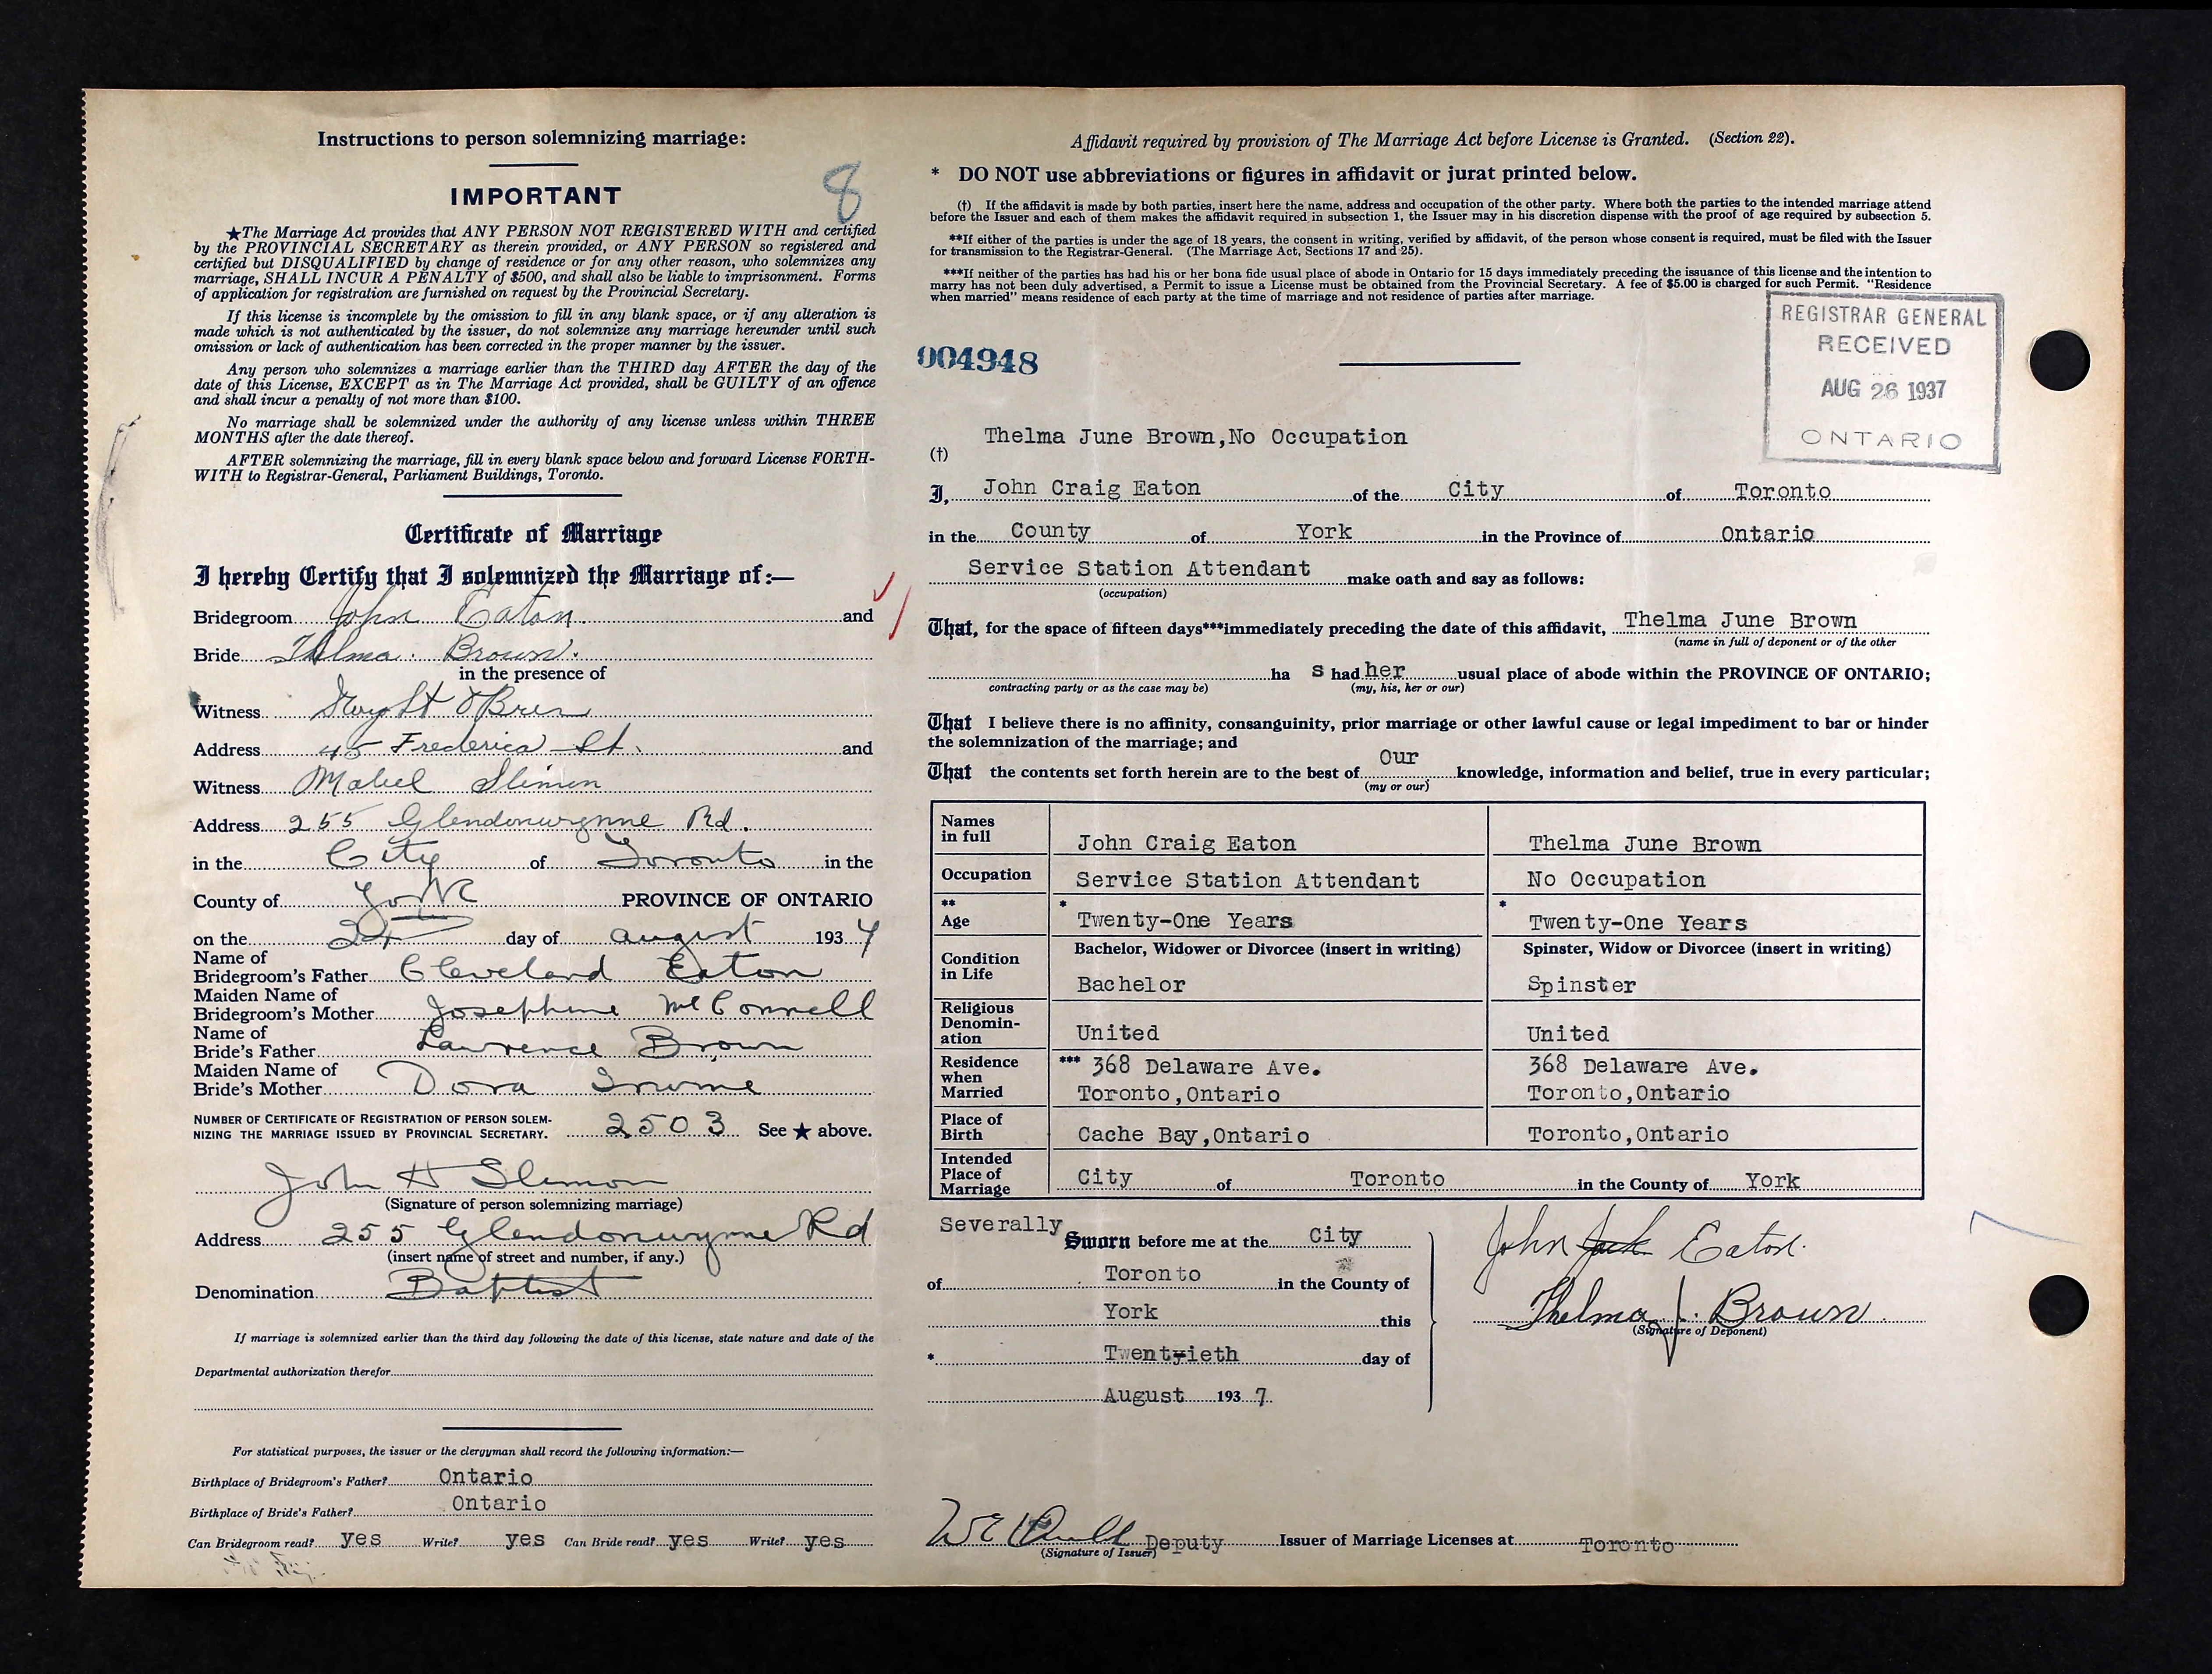 Instructions to person solemnizing marriage:
IMPORTANT
8
★The Marriage Act provides that ANY PERSON NOT REGISTERED WITH and certified
by the PROVINCIAL SECRETARY as therein provided, or ANY PERSON so registered and
certified but DISQUALIFIED by change of residence or for any other reason, who solemnizes any
marriage, SHALL INCUR A PENALTY of $500, and shall also be liable to imprisonment. Forms
of application for registration are furnished on request by the Provincial Secretary.
If this license is incomplete by the omission to fill in any blank space, or if any alteration is
made which is not authenticated by the issuer, do not solemnize any marriage hereunder until such
omission or lack of authentication has been corrected in the proper manner by the issuer.
Any person who solemnizes a marriage earlier than the THIRD day AFTER the day of the
date of this License, EXCEPT as in The Marriage Act provided, shall be GUILTY of an offence
and shall incur a penalty of not more than $100.
No marriage shall be solemnized under the authority of any license unless within THREE
MONTHS after the date thereof.
AFTER solemnizing the marriage, fill in every blank space below and forward License FORTH-
WITH to Registrar-General, Parliament Buildings, Toronto.
Certificate of Marriage
I hereby Certify that I solemnized the Marriage of:—
Bridegroom John Eaton. and
Bride Thelma. Brown.
in the presence of
Witness
Address 45 Frederica St. and
Witness Mabel Slimon
Address 255 Glendonwynne Rd.
in the City of Toronto in the
County of York PROVINCE OF ONTARIO
on the 24 day of August 1937
Name of
Bridegroom's Father Cleveland Eaton
Maiden Name of
Bridegroom's Mother Josephine McConnell
Name of
Bride's Father Lawrence Brown
Maiden Name of
Bride's Mother Dora
NUMBER OF CERTIFICATE OF REGISTRATION OF PERSON SOLEM-
NIZING THE MARRIAGE ISSUED BY PROVINCIAL SECRETARY. 2503 See ★ above.
John H Slimon
(Signature of person solemnizing marriage)
Address 255 Glendonwynne Rd
(insert name of street and number, if any.)
Denomination Baptist
If marriage is solemnized earlier than the third day following the date of this license, state nature and date of the
Departmental authorization therefor
For statistical purposes, the issuer or the clergyman shall record the following information:—
Birthplace of Bridegroom's Father? Ontario
Birthplace of Bride's Father? Ontario
Can Bridegroom read? yes Write? yes Can Bride read? yes Write? yes
Affidavit required by provision of The Marriage Act before License is Granted. (Section 22).
* DO NOT use abbreviations or figures in affidavit or jurat printed below.
(†) If the affidavit is made by both parties, insert here the name, address and occupation of the other party. Where both the parties to the intended marriage attend
before the Issuer and each of them makes the affidavit required in subsection 1, the Issuer may in his discretion dispense with the proof of age required by subsection 5.
**If either of the parties is under the age of 18 years, the consent in writing, verified by affidavit, of the person whose consent is required, must be filed with the Issuer
for transmission to the Registrar-General. (The Marriage Act, Sections 17 and 25).
***If neither of the parties has had his or her bona fide usual place of abode in Ontario for 15 days immediately preceding the issuance of this license and the intention to
marry has not been duly advertised, a Permit to issue a License must be obtained from the Provincial Secretary. A fee of $5.00 is charged for such Permit. "Residence
when married" means residence of each party at the time of marriage and not residence of parties after marriage.
REGISTRAR GENERAL
RECEIVED
AUG 26 1937
ONTARIO
004948
Thelma June Brown,No Occupation
(†)
I, John Craig Eaton of the City of Toronto
in the County of York in the Province of Ontario
Service Station Attendant make oath and say as follows:
(occupation)
That, for the space of fifteen days***immediately preceding the date of this affidavit, Thelma June Brown
(name in full of deponent or of the other
ha s had her usual place of abode within the PROVINCE OF ONTARIO;
contracting party or as the case may be) (my, his, her or our)
That I believe there is no affinity, consanguinity, prior marriage or other lawful cause or legal impediment to bar or hinder
the solemnization of the marriage; and
That the contents set forth herein are to the best of our knowledge, information and belief, true in every particular;
(my or our)
Names in full John Craig Eaton Thelma June Brown
Occupation Service Station Attendant No Occupation
** Age * Twenty-One Years * Twenty-One Years
Condition in Life Bachelor, Widower or Divorcee (insert in writing) Spinster, Widow or Divorcee (insert in writing)
Bachelor Spinster
Religious Denomin-ation United United
Residence when Married *** 368 Delaware Ave. 368 Delaware Ave.
Toronto,Ontario Toronto,Ontario
Place of Birth Cache Bay,Ontario Toronto,Ontario
Intended Place of Marriage City of Toronto in the County of York
Severally Sworn before me at the City
of Toronto in the County of
York this
* Twentyieth day of
August 1937
John Jack Eaton.
Thelma J. Brown
(Signature of Deponent)
Deputy Issuer of Marriage Licenses at Toronto
(Signature of Issuer)